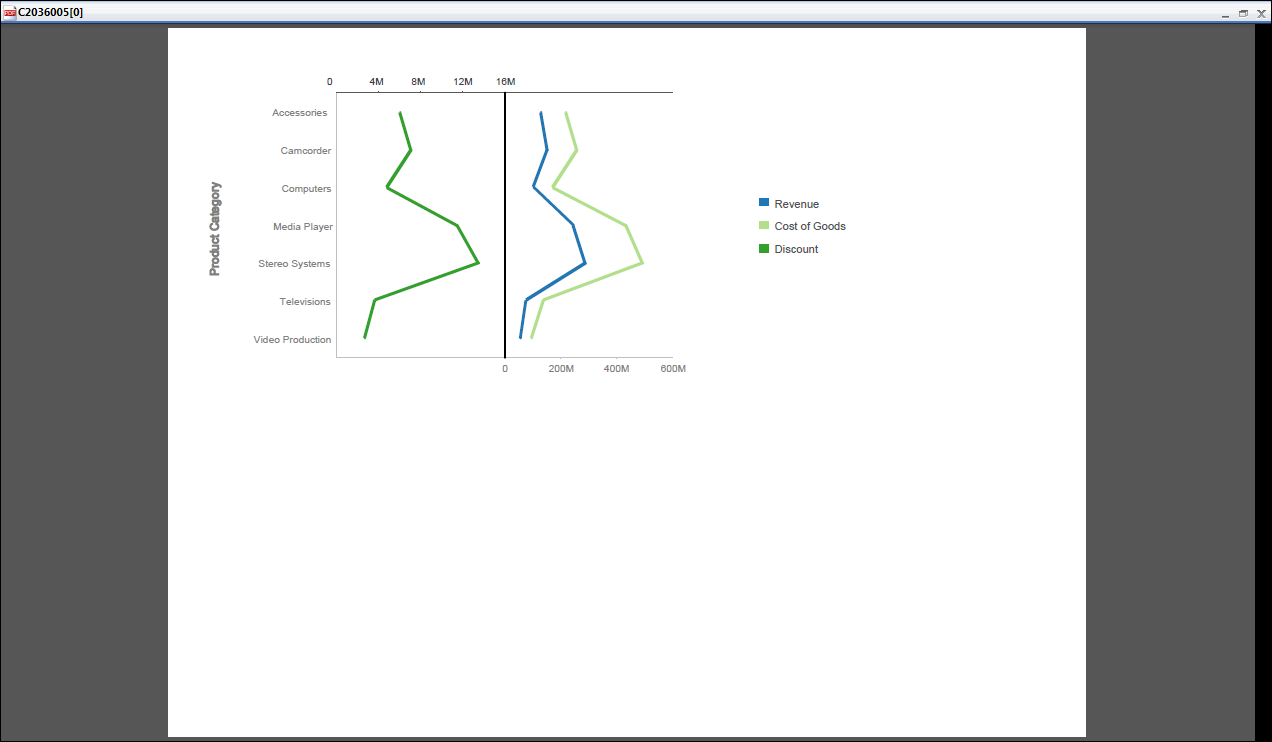 PDF
C2036005[0]
0 4M 8M 12M 16M
Product Category
Accessories
Camcorder
Computers
Media Player
Stereo Systems
Televisions
Video Production
0 200M 400M 600M
Revenue
Cost of Goods
Discount